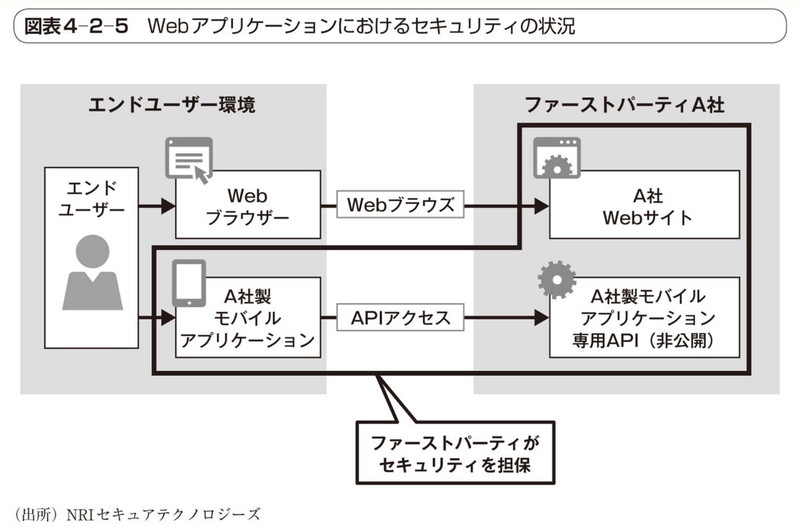 図表4-2-5 Webアプリケーションにおけるセキュリティの状況
エンドユーザー環境
ファーストパーティA社
エンド
ユーザー
Web
ブラウザー
Webブラウズ
A社
Webサイト
A社製
モバイル
アプリケーション
APIアクセス
A社製モバイル
アプリケーション
専用API（非公開）
ファーストパーティが
セキュリティを担保
（出所）NRIセキュアテクノロジーズ